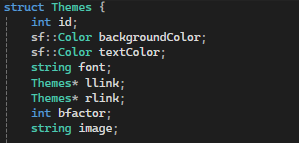 struct Themes {
int id;
sf::Color backgroundColor;
sf::Color textColor;
string font;
Themes* llink;
Themes* rlink;
int bfactor;
string image;